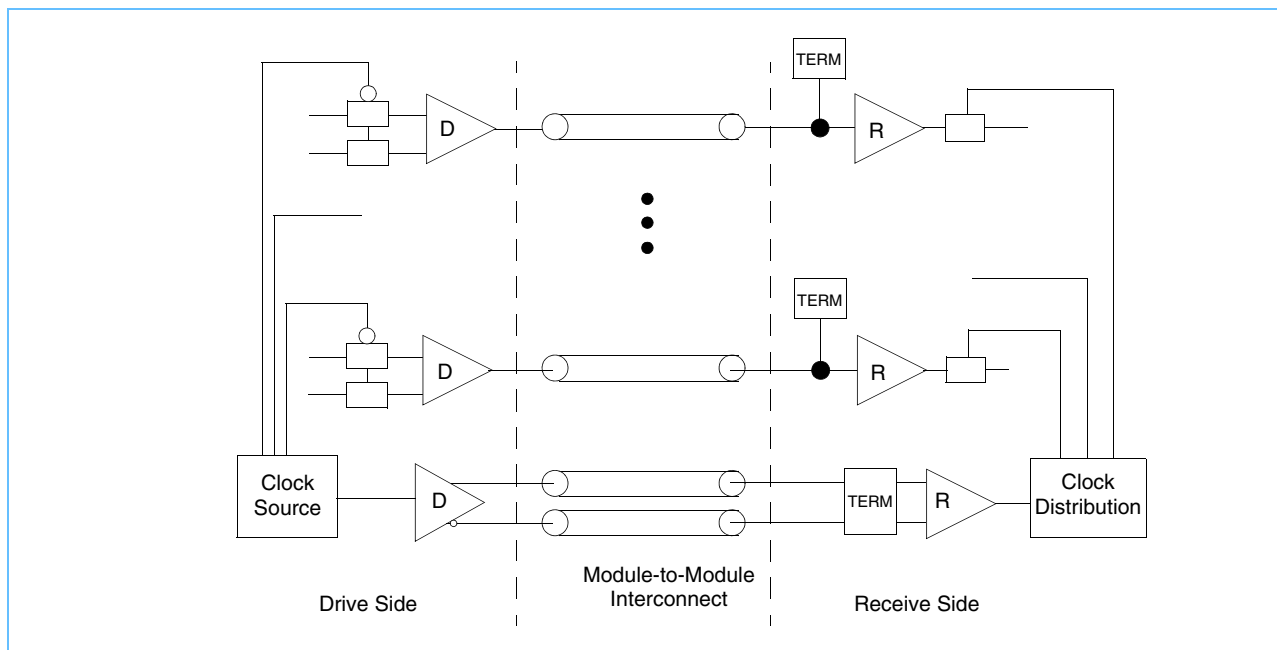 TERM
D
R
TERM
D
R
Clock
Source
D
TERM
R
Clock
Distribution
Drive Side
Module-to-Module
Interconnect
Receive Side